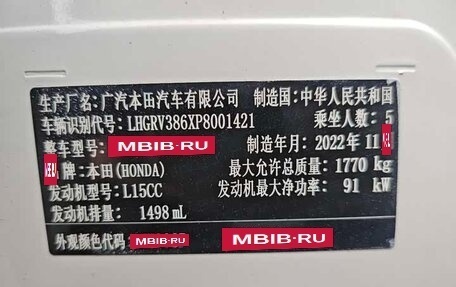 生产厂名: 广汽本田汽车有限公司 制造国: 中华人民共和国
车辆识别代号: LHGRV386XP8001421 乘坐人数: 5
整车型号: MBIB·RU 制造年月: 2022年11
牌: 本田(HONDA) 最大允许总质量: 1770 kg
发动机型号: L15CC 发动机最大净功率: 91 kW
发动机排量: 1498 mL
外观颜色代码 MBIB·RU MBIB·RU